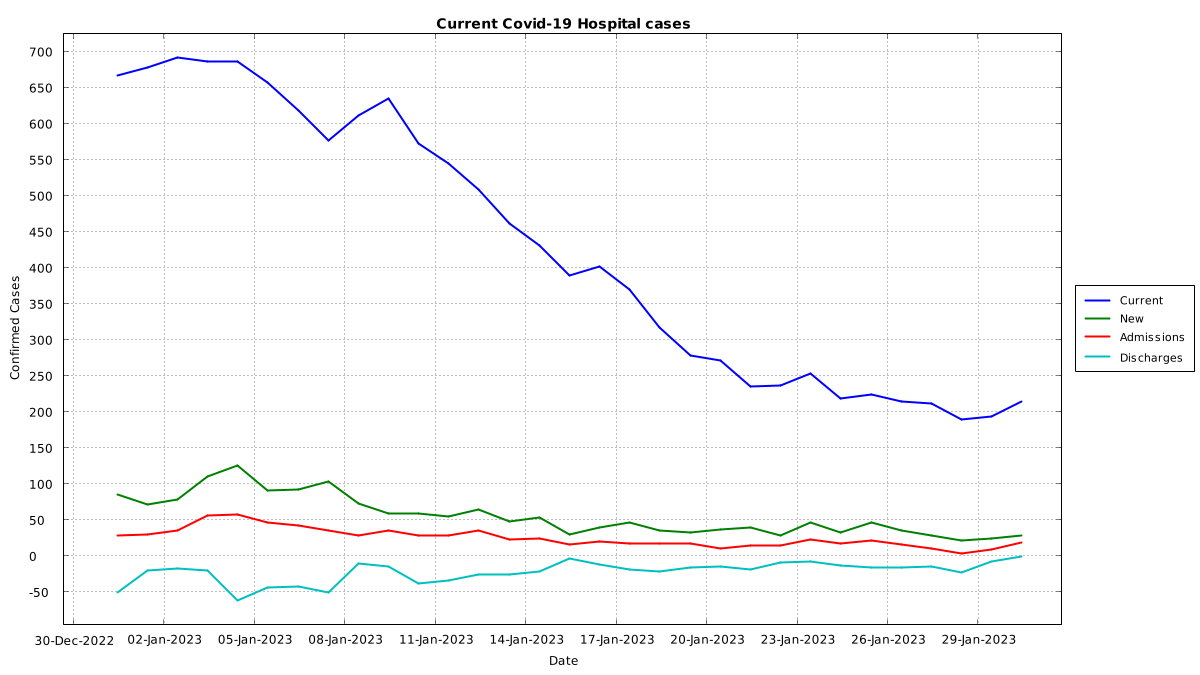 Current Covid-19 Hospital cases
700
650
600
550
500
450
400
350
300
250
200
150
100
50
0
-50
Confirmed Cases
30-Dec-2022 02-Jan-2023 05-Jan-2023 08-Jan-2023 11-Jan-2023 14-Jan-2023 17-Jan-2023 20-Jan-2023 23-Jan-2023 26-Jan-2023 29-Jan-2023
Date
Current
New
Admissions
Discharges